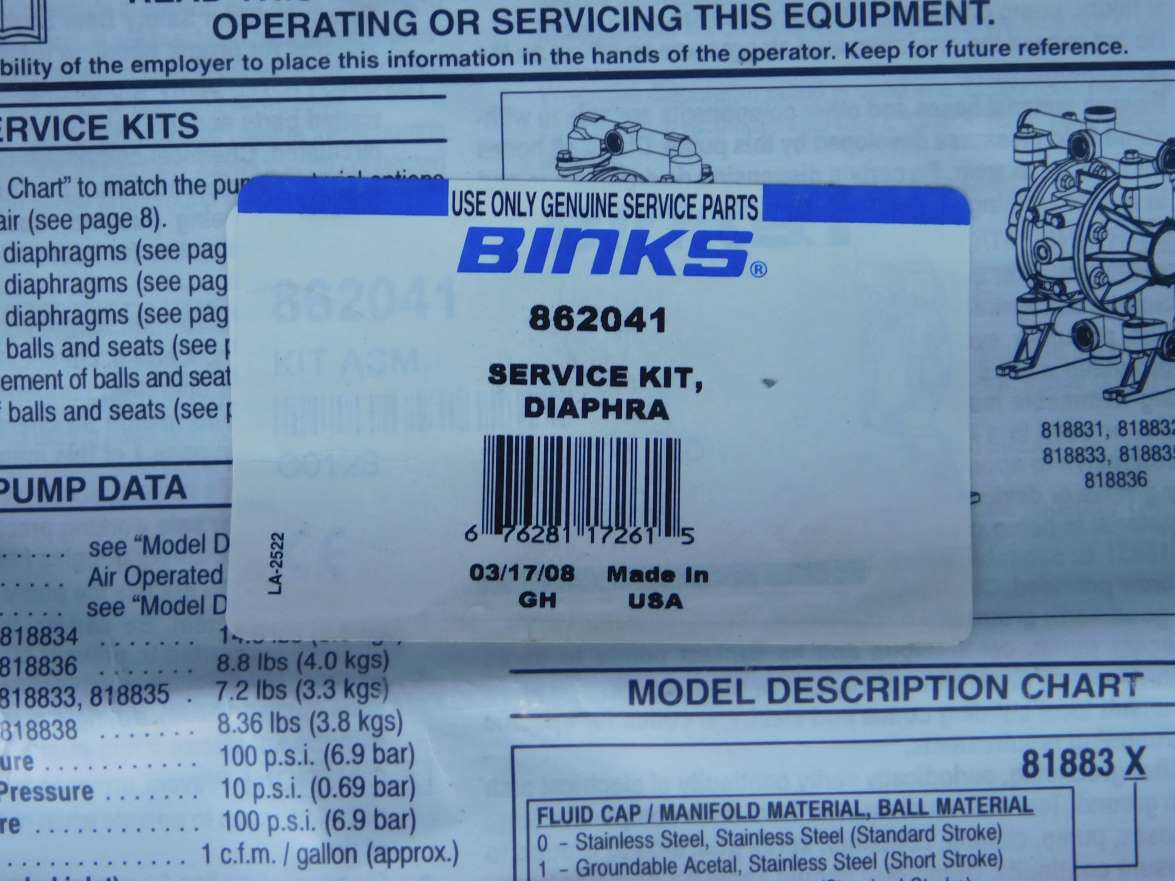 OPERATING OR SERVICING THIS EQUIPMENT.
bility of the employer to place this information in the hands of the operator. Keep for future reference.
ERVICE KITS
Chart” to match the pump
air (see page 8).
diaphragms (see pag
diaphragms (see pag
diaphragms (see pag
balls and seats (see p
ement of balls and seat
balls and seats (see p
USE ONLY GENUINE SERVICE PARTS
BINKS®
862041
SERVICE KIT,
DIAPHRA
6 76281 17261 5
03/17/08 Made In
GH USA
LA-2522
862041
KIT ASM
818831, 818832
818833, 818835
818836
PUMP DATA
..... see “Model D
..... Air Operated
..... see “Model D
818834 .......
818836 ....... 8.8 lbs (4.0 kgs)
818833, 818835 . 7.2 lbs (3.3 kgs)
818838 ....... 8.36 lbs (3.8 kgs)
ure ........... 100 p.s.i. (6.9 bar)
Pressure ....... 10 p.s.i. (0.69 bar)
re ............ 100 p.s.i. (6.9 bar)
............. 1 c.f.m. / gallon (approx.)
MODEL DESCRIPTION CHART
81883 X
FLUID CAP / MANIFOLD MATERIAL, BALL MATERIAL
0 – Stainless Steel, Stainless Steel (Standard Stroke)
1 – Groundable Acetal, Stainless Steel (Short Stroke)